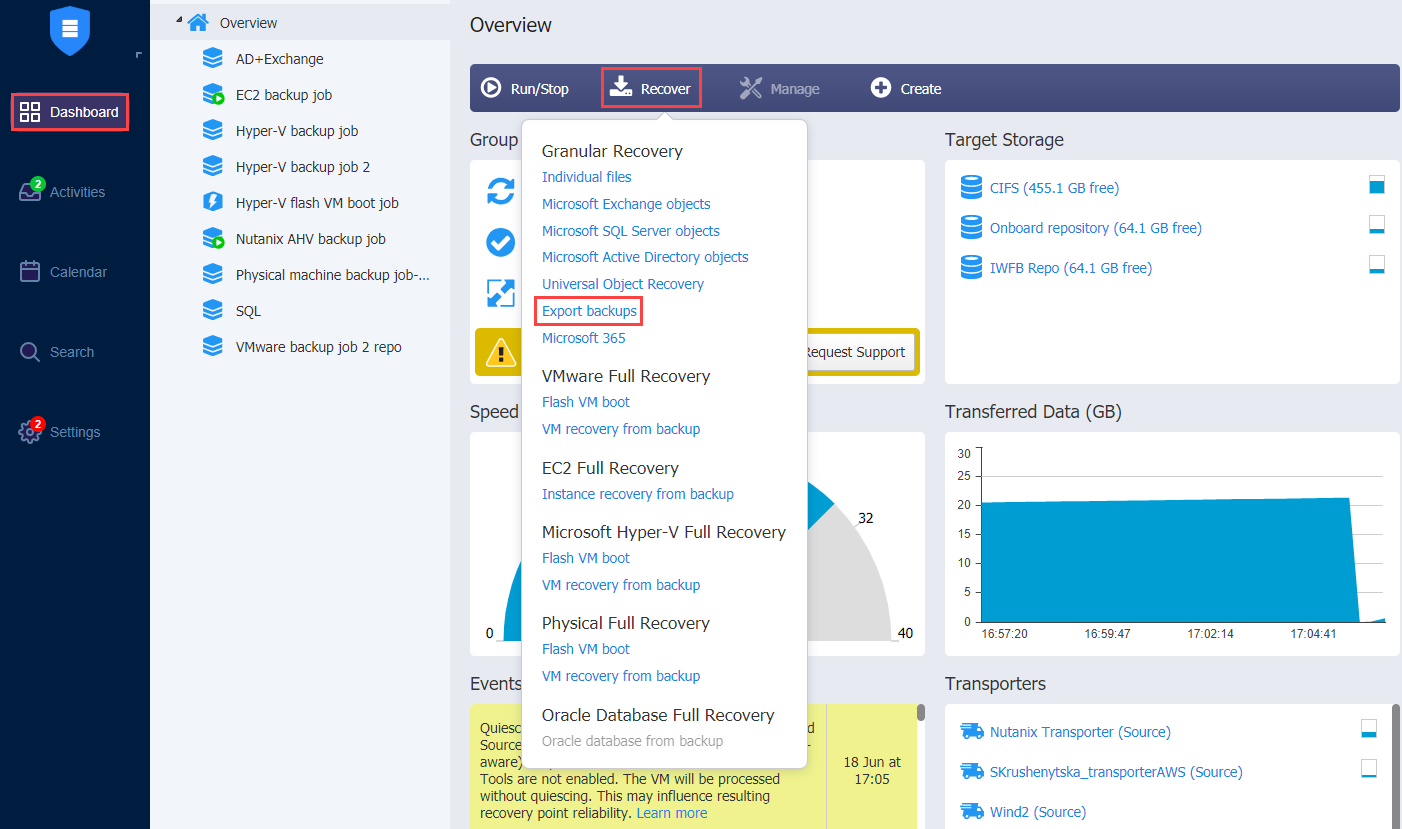 Dashboard
2
Activities
Calendar
Search
2
Settings
Overview
AD+Exchange
EC2 backup job
Hyper-V backup job
Hyper-V backup job 2
Hyper-V flash VM boot job
Nutanix AHV backup job
Physical machine backup job-...
SQL
VMware backup job 2 repo
Overview
Run/Stop
Recover
Manage
Create
Group
Granular Recovery
Individual files
Microsoft Exchange objects
Microsoft SQL Server objects
Microsoft Active Directory objects
Universal Object Recovery
Export backups
Microsoft 365
VMware Full Recovery
Flash VM boot
VM recovery from backup
EC2 Full Recovery
Instance recovery from backup
Microsoft Hyper-V Full Recovery
Flash VM boot
VM recovery from backup
Physical Full Recovery
Flash VM boot
VM recovery from backup
Oracle Database Full Recovery
Oracle database from backup
Request Support
Speed
0
32
40
Events
Quiesc
Source
aware)
Tools are not enabled. The VM will be processed
without quiescing. This may influence resulting
recovery point reliability. Learn more
18 Jun at
17:05
Target Storage
CIFS (455.1 GB free)
Onboard repository (64.1 GB free)
IWFB Repo (64.1 GB free)
Transferred Data (GB)
30
25
20
15
10
5
0
16:57:20
16:59:47
17:02:14
17:04:41
Transporters
Nutanix Transporter (Source)
SKrushenytska_transporterAWS (Source)
Wind2 (Source)